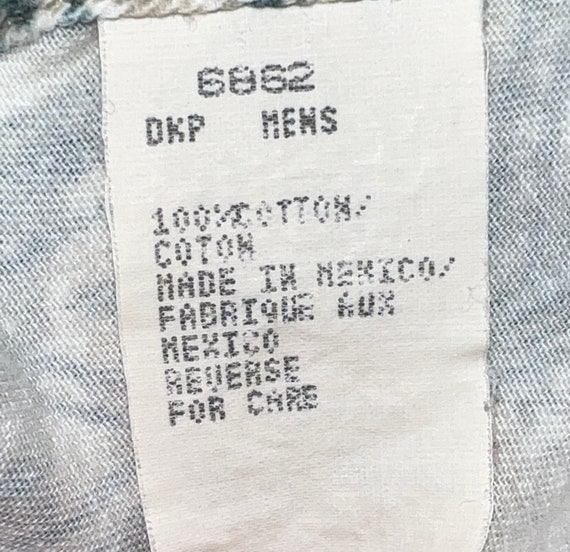 6862
DKP MENS
100%COTTON/
COTON
MADE IN MEXICO/
FABRIQUE AUX
MEXICO
REVERSE
FOR CARE